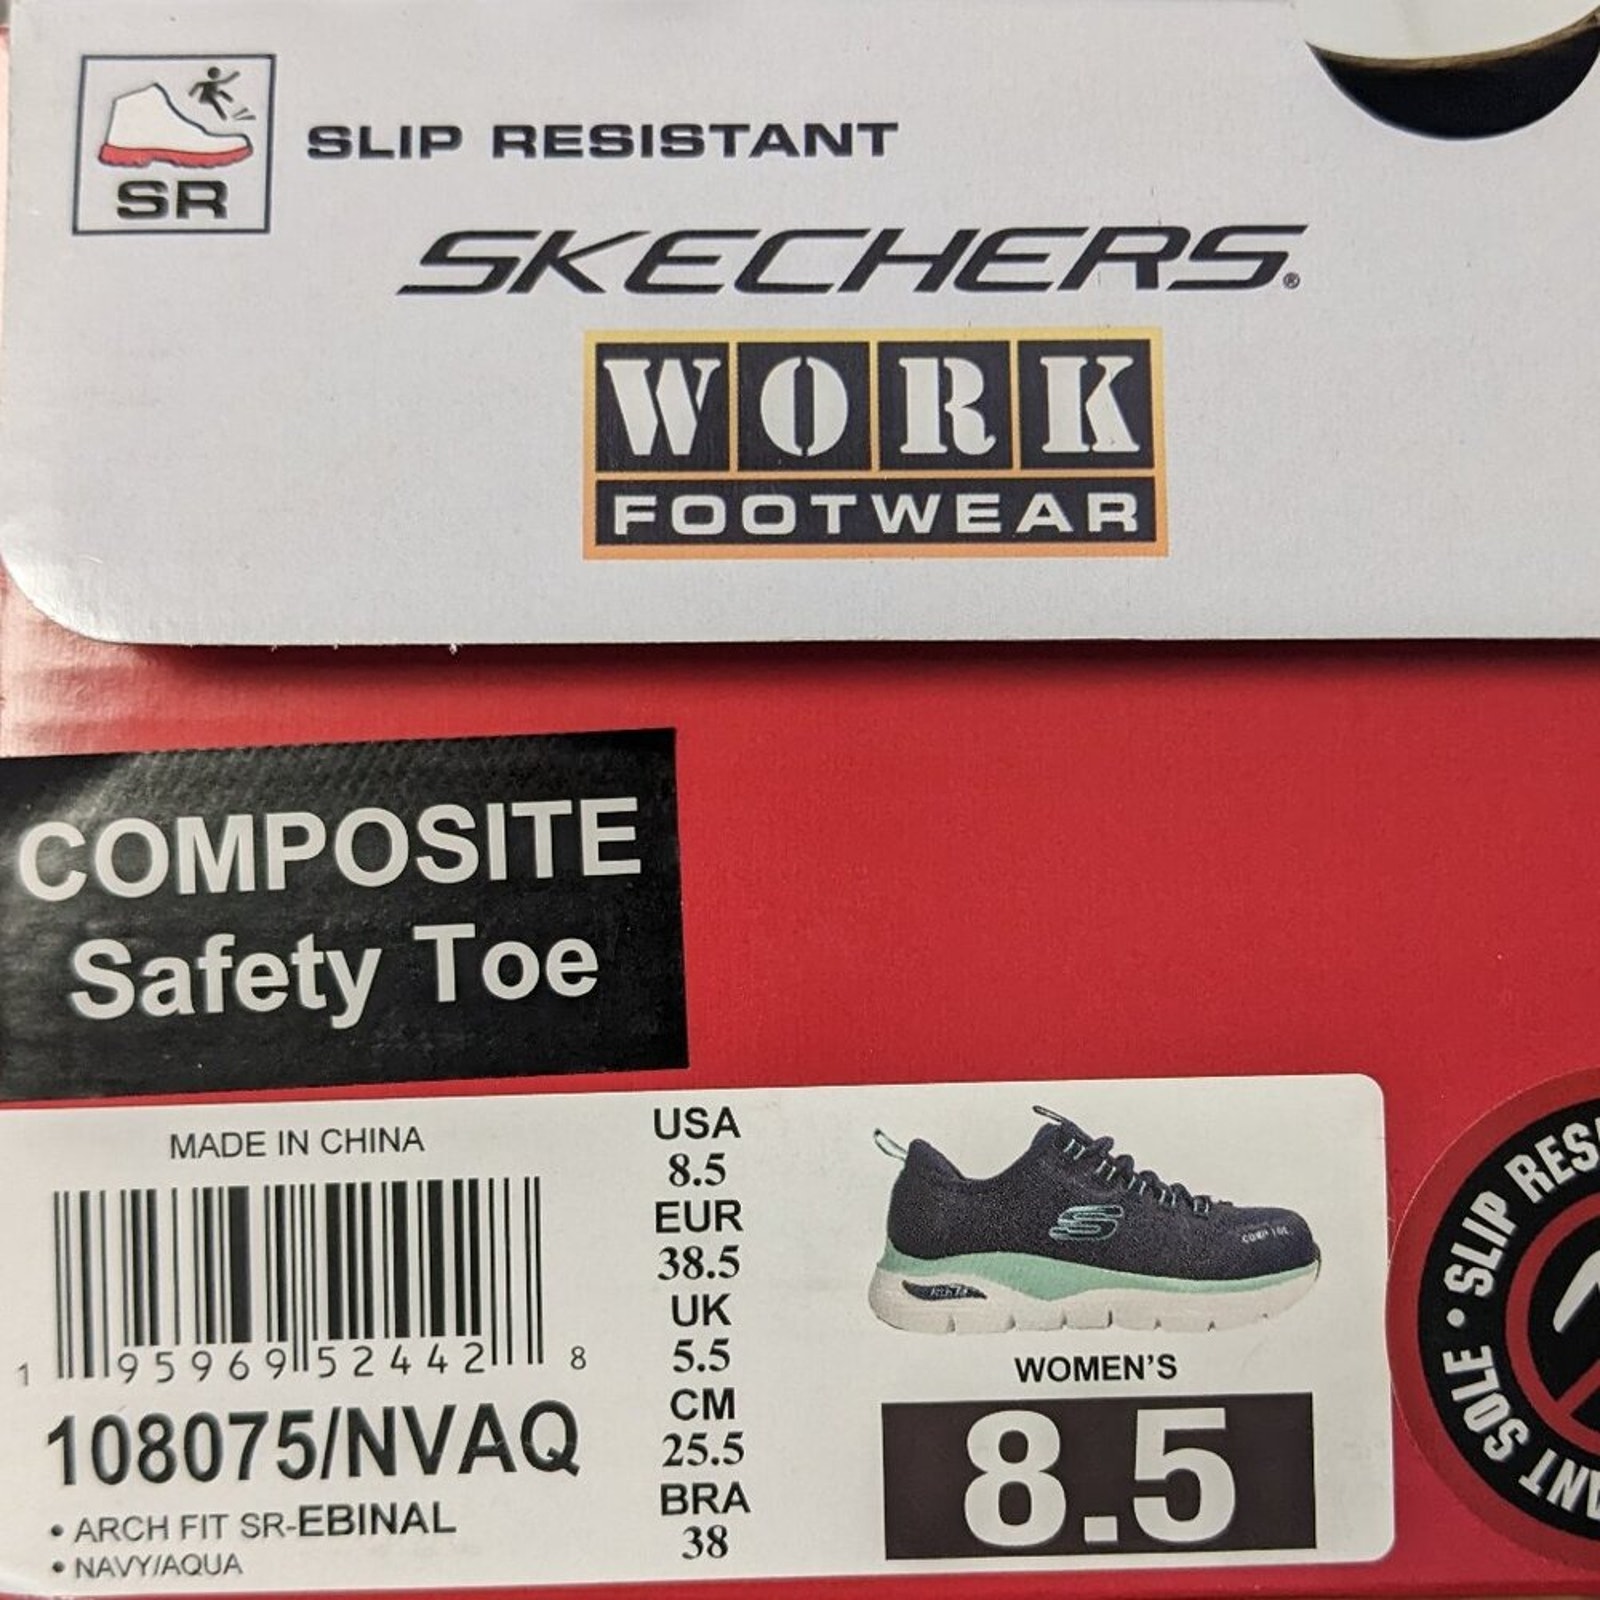 SR
SLIP RESISTANT
SKECHERS®
WORK
FOOTWEAR
COMPOSITE
Safety Toe
MADE IN CHINA
1 95969 52442 8
108075/NVAQ
• ARCH FIT SR-EBINAL
• NAVY/AQUA
USA
8.5
EUR
38.5
UK
5.5
CM
25.5
BRA
38
COMP TOE
WOMEN'S
8.5
• SLIP
SOLE